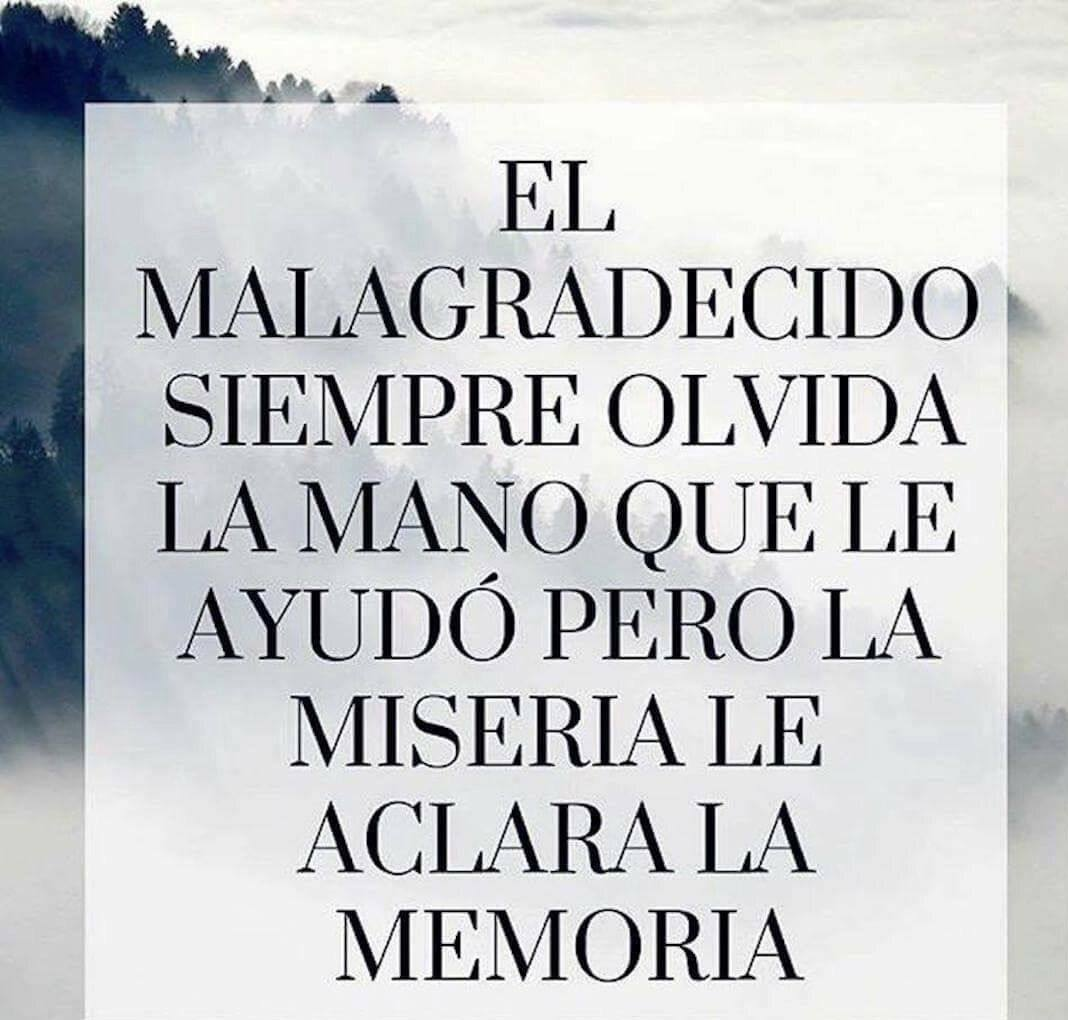 EL
MALAGRADECIDO
SIEMPRE OLVIDA
LA MANO QUE LE
AYUDÓ PERO LA
MISERIA LE
ACLARA LA
MEMORIA